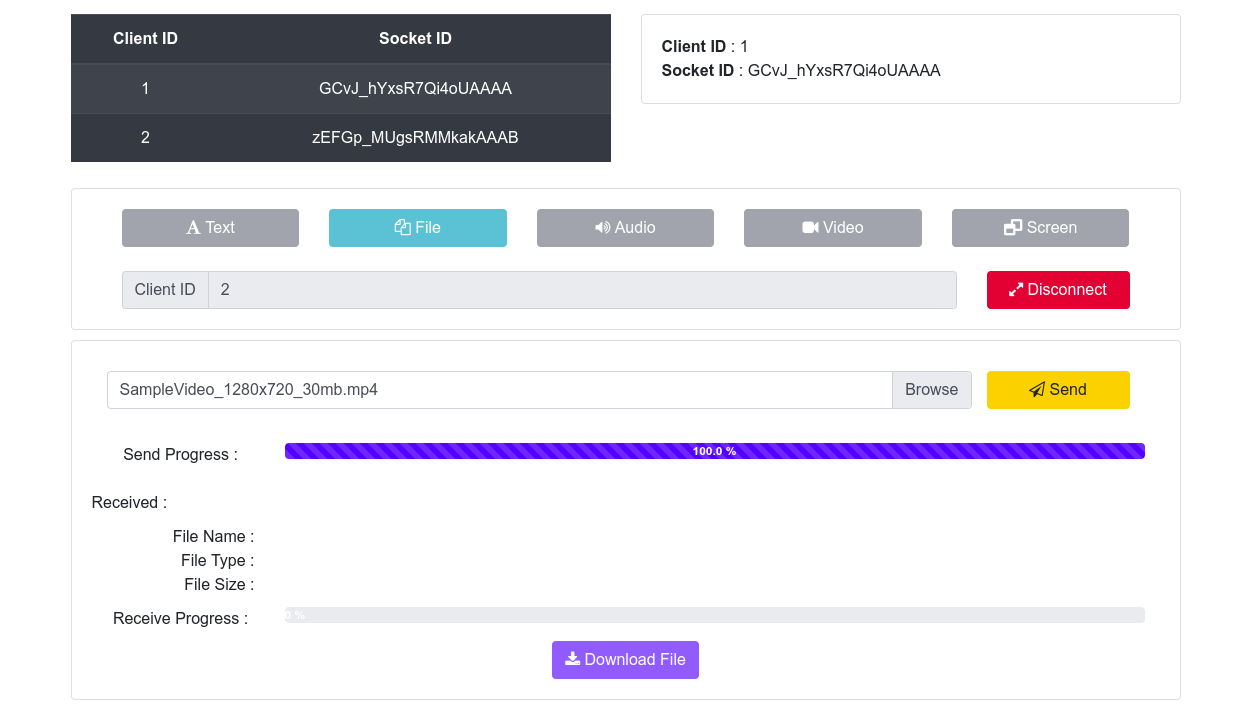 Client ID Socket ID
1 GCvJ_hYxsR7Qi4oUAAAA
2 zEFGp_MUgsRMMkakAAAB
Client ID : 1
Socket ID : GCvJ_hYxsR7Qi4oUAAAA
Text File Audio Video Screen
Client ID 2 Disconnect
SampleVideo_1280x720_30mb.mp4 Browse Send
Send Progress : 100.0 %
Received :
File Name :
File Type :
File Size :
Receive Progress : 0 %
Download File